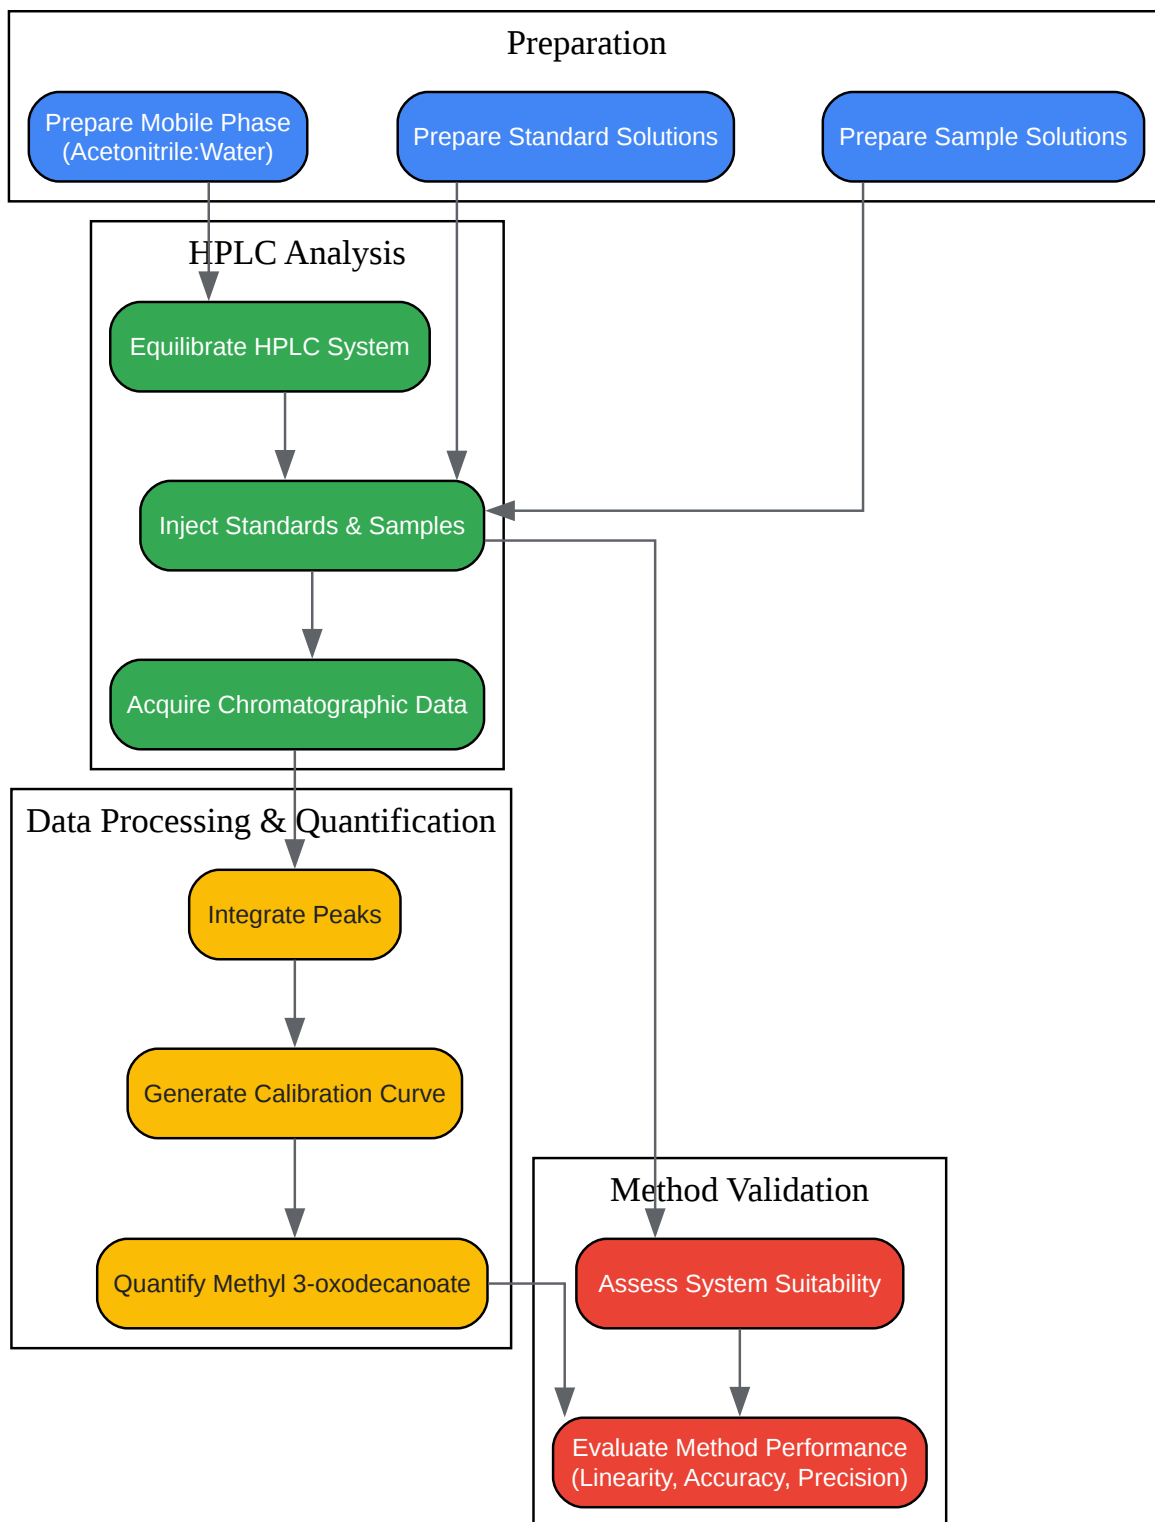 Preparation
Prepare Mobile Phase
(Acetonitrile:Water)
Prepare Standard Solutions
Prepare Sample Solutions
HPLC Analysis
Equilibrate HPLC System
Inject Standards & Samples
Acquire Chromatographic Data
Data Processing & Quantification
Integrate Peaks
Generate Calibration Curve
Quantify Methyl 3-oxodecanoate
Method Validation
Assess System Suitability
Evaluate Method Performance
(Linearity, Accuracy, Precision)